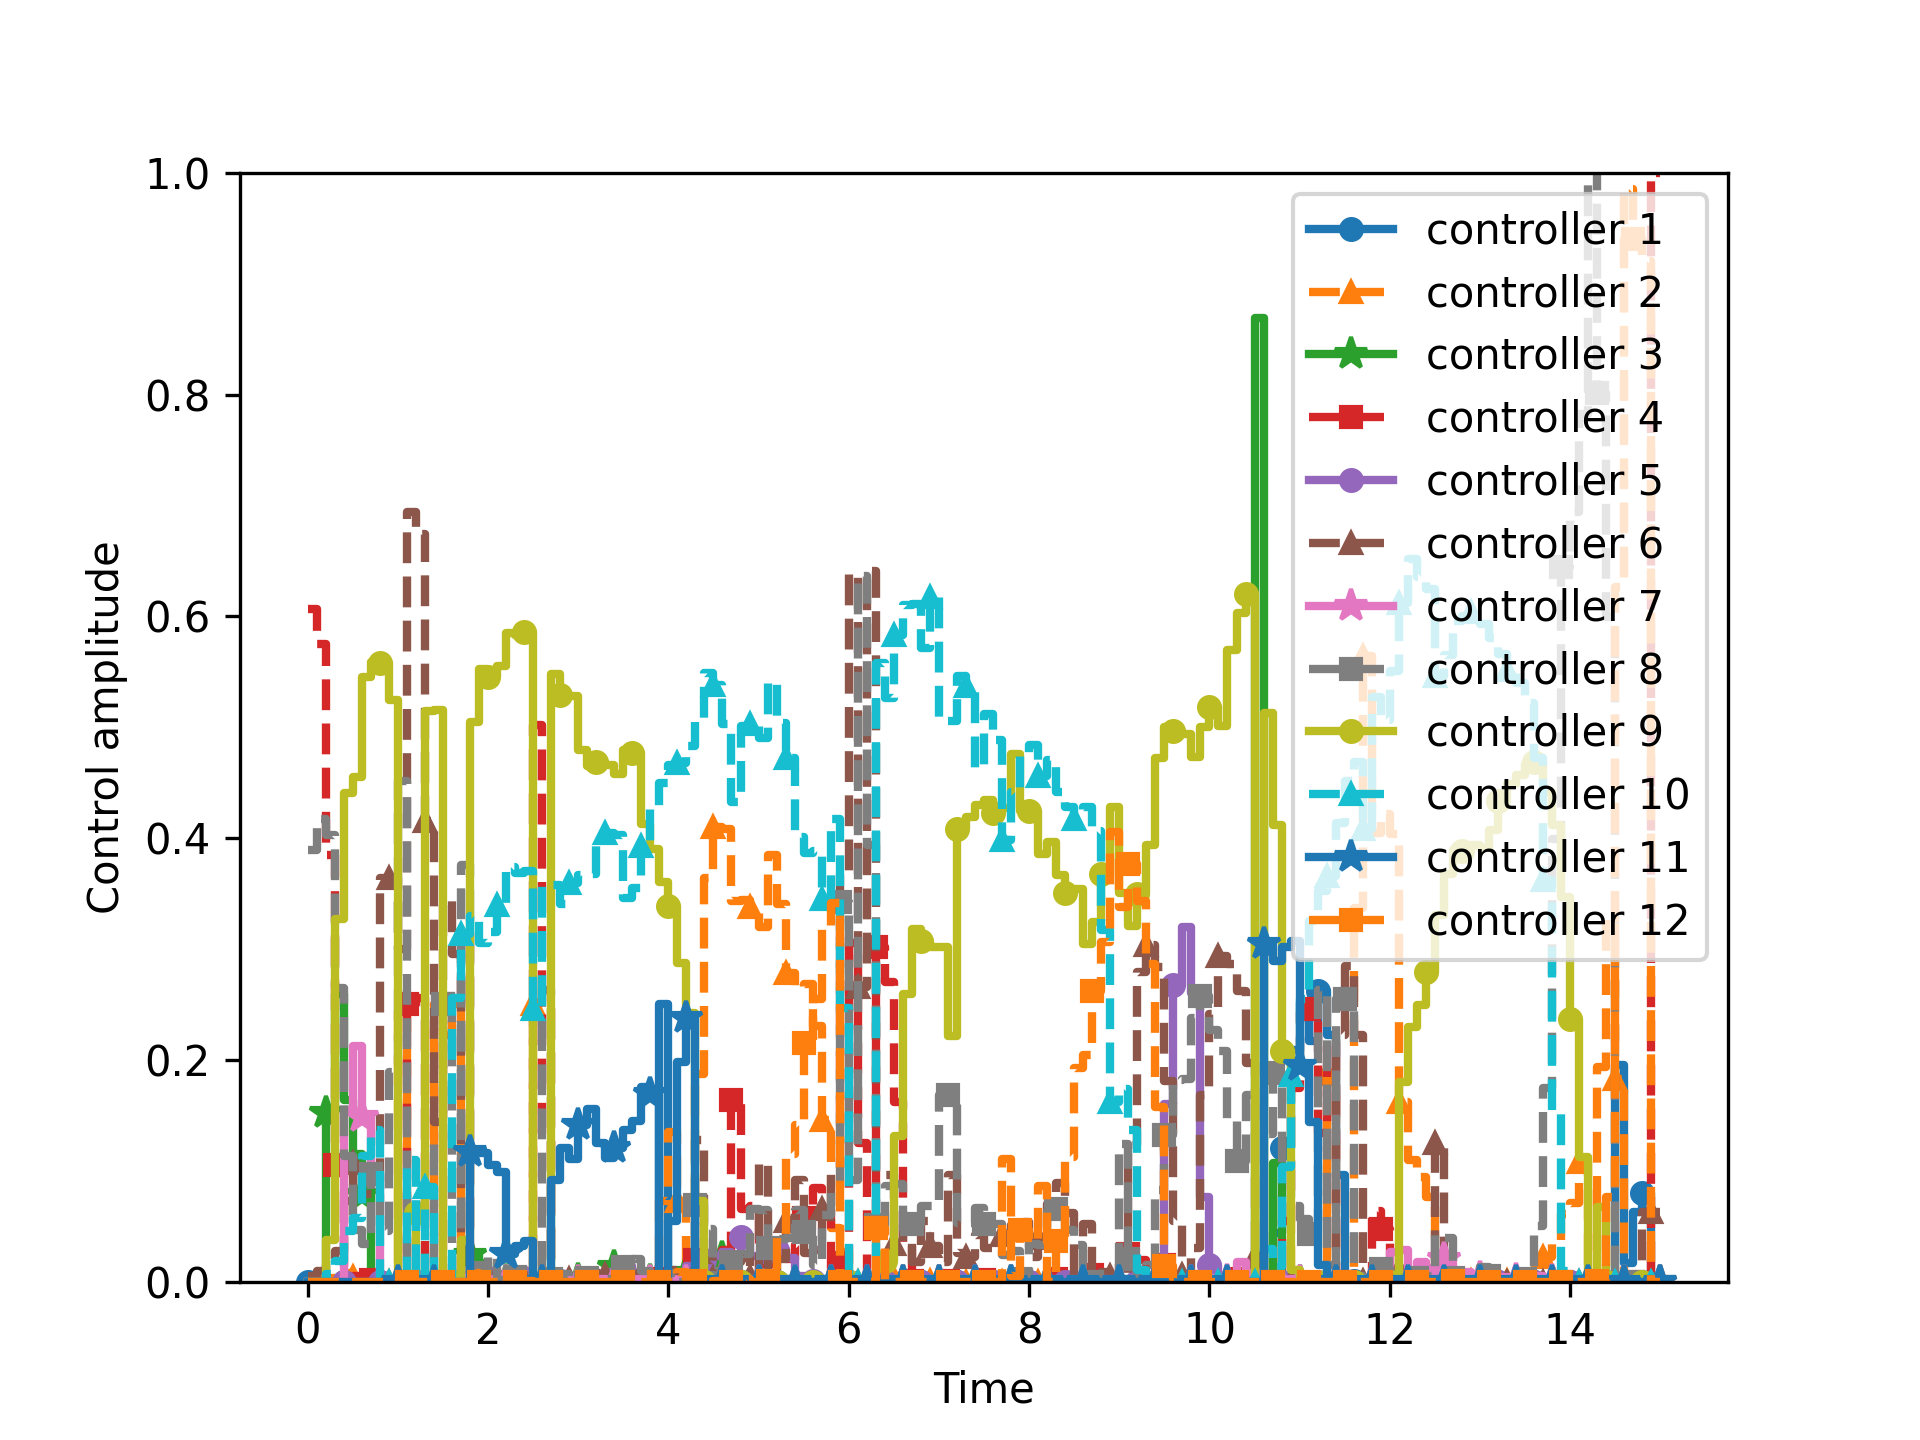 1.0
0.8
0.6
0.4
0.2
0.0
Control amplitude
0 2 4 6 8 10 12 14
Time
controller 1
controller 2
controller 3
controller 4
controller 5
controller 6
controller 7
controller 8
controller 9
controller 10
controller 11
controller 12